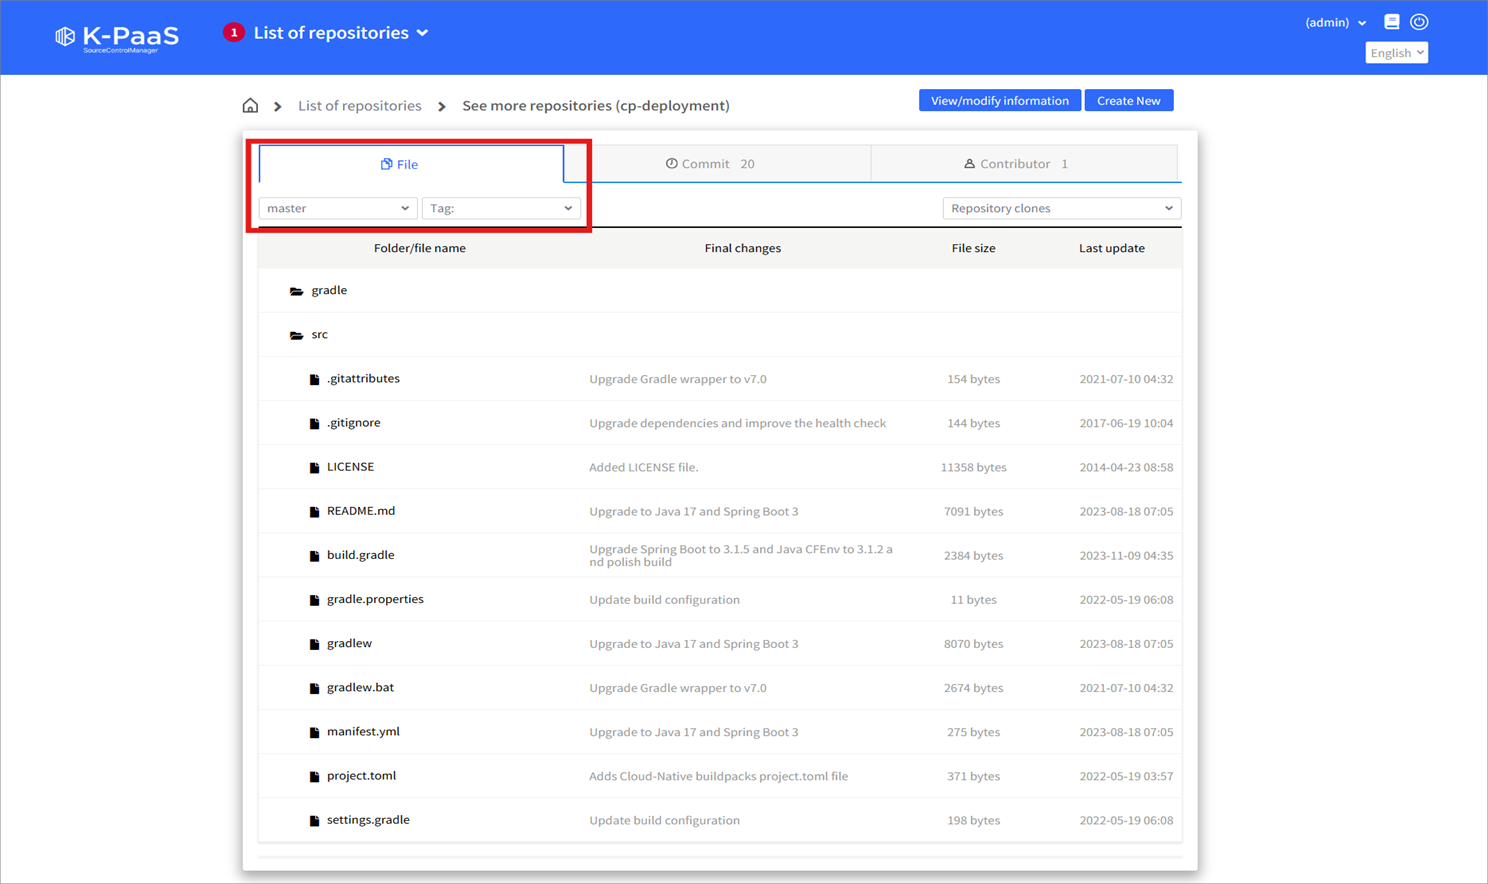 K-PaaS
SourceControlManager
1 List of repositories
(admin)
English
List of repositories
See more repositories (cp-deployment)
View/modify information
Create New
File
Commit 20
Contributor 1
master
Tag:
Repository clones
Folder/file name Final changes File size Last update
gradle
src
.gitattributes Upgrade Gradle wrapper to v7.0 154 bytes 2021-07-10 04:32
.gitignore Upgrade dependencies and improve the health check 144 bytes 2017-06-19 10:04
LICENSE Added LICENSE file. 11358 bytes 2014-04-23 08:58
README.md Upgrade to Java 17 and Spring Boot 3 7091 bytes 2023-08-18 07:05
build.gradle Upgrade Spring Boot to 3.1.5 and Java CFEnv to 3.1.2 a
nd polish build 2384 bytes 2023-11-09 04:35
gradle.properties Update build configuration 11 bytes 2022-05-19 06:08
gradlew Upgrade to Java 17 and Spring Boot 3 8070 bytes 2023-08-18 07:05
gradlew.bat Upgrade Gradle wrapper to v7.0 2674 bytes 2021-07-10 04:32
manifest.yml Upgrade to Java 17 and Spring Boot 3 275 bytes 2023-08-18 07:05
project.toml Adds Cloud-Native buildpacks project.toml file 371 bytes 2022-05-19 03:57
settings.gradle Update build configuration 198 bytes 2022-05-19 06:08